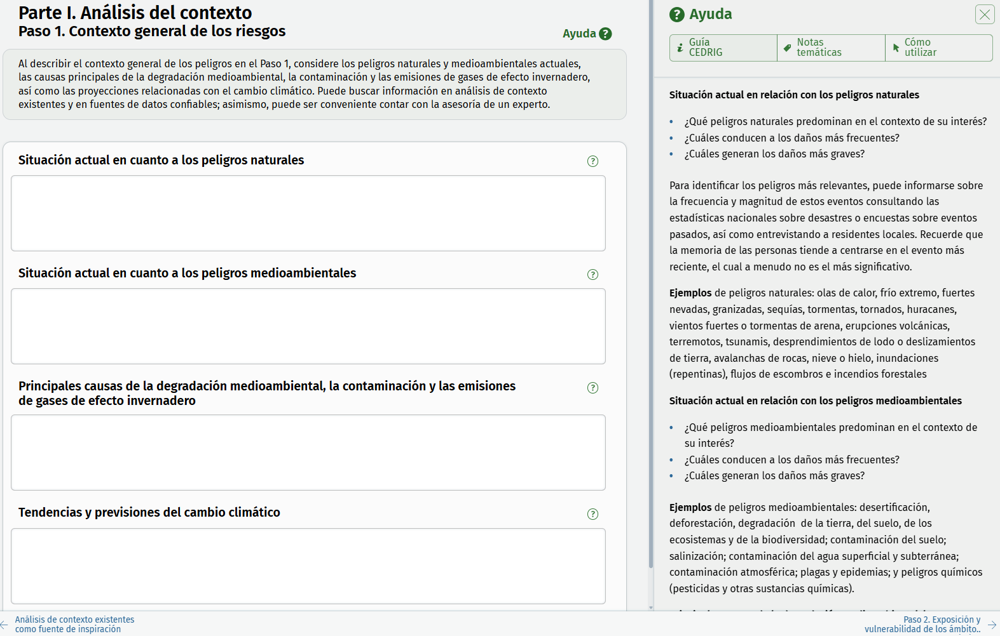 Parte I. Análisis del contexto
Paso 1. Contexto general de los riesgos
Ayuda
Al describir el contexto general de los peligros en el Paso 1, considere los peligros naturales y medioambientales actuales,
las causas principales de la degradación medioambiental, la contaminación y las emisiones de gases de efecto invernadero,
así como las proyecciones relacionadas con el cambio climático. Puede buscar información en análisis de contexto
existentes y en fuentes de datos confiables; asimismo, puede ser conveniente contar con la asesoría de un experto.
Situación actual en cuanto a los peligros naturales
Situación actual en cuanto a los peligros medioambientales
Principales causas de la degradación medioambiental, la contaminación y las emisiones
de gases de efecto invernadero
Tendencias y previsiones del cambio climático
Análisis de contexto existentes
como fuente de inspiración
Ayuda
Guía
CEDRIG
Notas
temáticas
Cómo
utilizar
Situación actual en relación con los peligros naturales
• ¿Qué peligros naturales predominan en el contexto de su interés?
• ¿Cuáles conducen a los daños más frecuentes?
• ¿Cuáles generan los daños más graves?
Para identificar los peligros más relevantes, puede informarse sobre
la frecuencia y magnitud de estos eventos consultando las
estadísticas nacionales sobre desastres o encuestas sobre eventos
pasados, así como entrevistando a residentes locales. Recuerde que
la memoria de las personas tiende a centrarse en el evento más
reciente, el cual a menudo no es el más significativo.
Ejemplos de peligros naturales: olas de calor, frío extremo, fuertes
nevadas, granizadas, sequías, tormentas, tornados, huracanes,
vientos fuertes o tormentas de arena, erupciones volcánicas,
terremotos, tsunamis, desprendimientos de lodo o deslizamientos
de tierra, avalanchas de rocas, nieve o hielo, inundaciones
(repentinas), flujos de escombros e incendios forestales
Situación actual en relación con los peligros medioambientales
• ¿Qué peligros medioambientales predominan en el contexto de
su interés?
• ¿Cuáles conducen a los daños más frecuentes?
• ¿Cuáles generan los daños más graves?
Ejemplos de peligros medioambientales: desertificación,
deforestación, degradación de la tierra, del suelo, de los
ecosistemas y de la biodiversidad; contaminación del suelo;
salinización; contaminación del agua superficial y subterránea;
contaminación atmosférica; plagas y epidemias; y peligros químicos
(pesticidas y otras sustancias químicas).
Paso 2. Exposición y
vulnerabilidad de los ámbito..